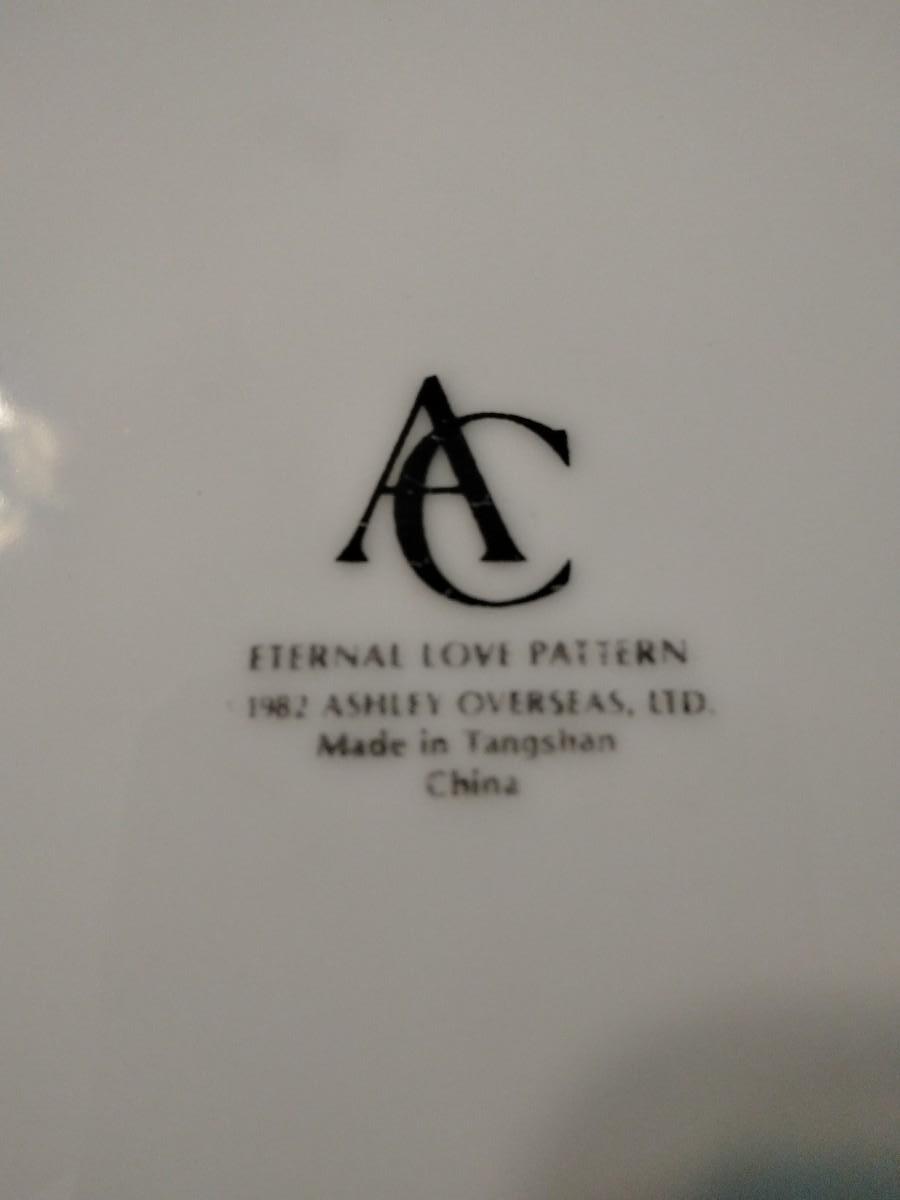 AC
ETERNAL LOVE PATTERN
1982 ASHLEY OVERSEAS, LTD.
Made in Tangshan
China